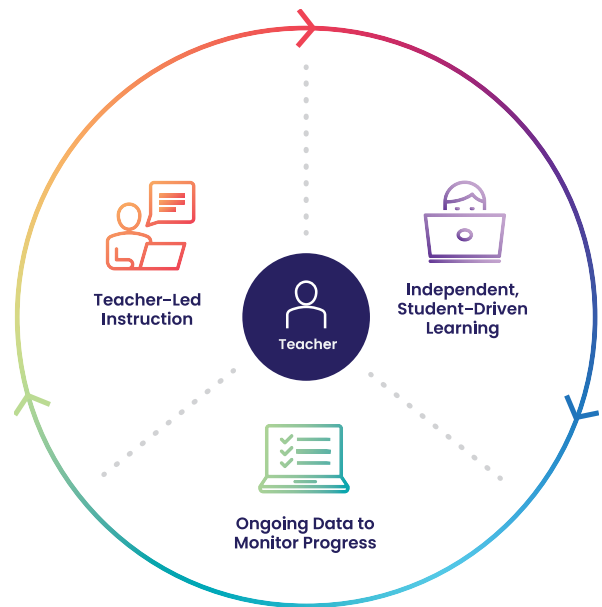 Teacher–Led
Instruction
Independent,
Student–Driven
Learning
Teacher
Ongoing Data to
Monitor Progress